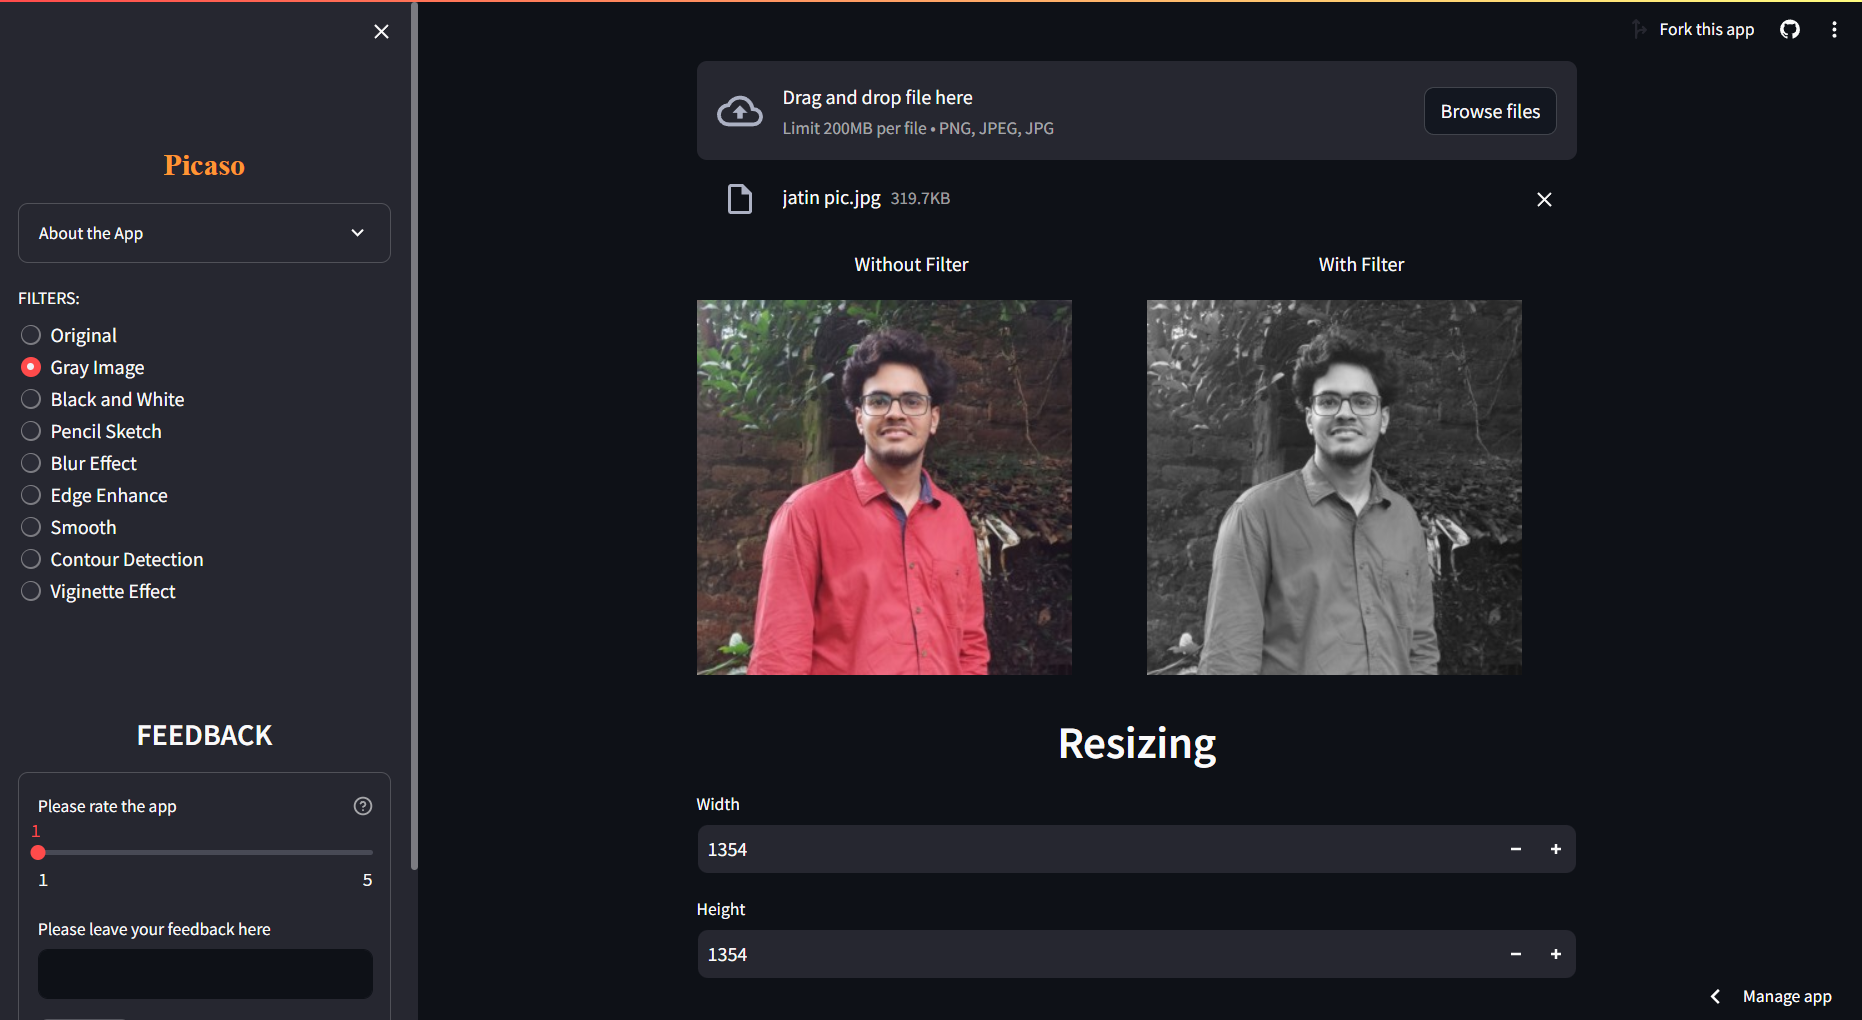 Picaso
About the App
FILTERS:
Original
Gray Image
Black and White
Pencil Sketch
Blur Effect
Edge Enhance
Smooth
Contour Detection
Viginette Effect
FEEDBACK
Please rate the app
1
1 5
Please leave your feedback here
Fork this app
Drag and drop file here
Limit 200MB per file • PNG, JPEG, JPG
Browse files
jatin pic.jpg 319.7KB
Without Filter With Filter
Resizing
Width
1354
Height
1354
Manage app